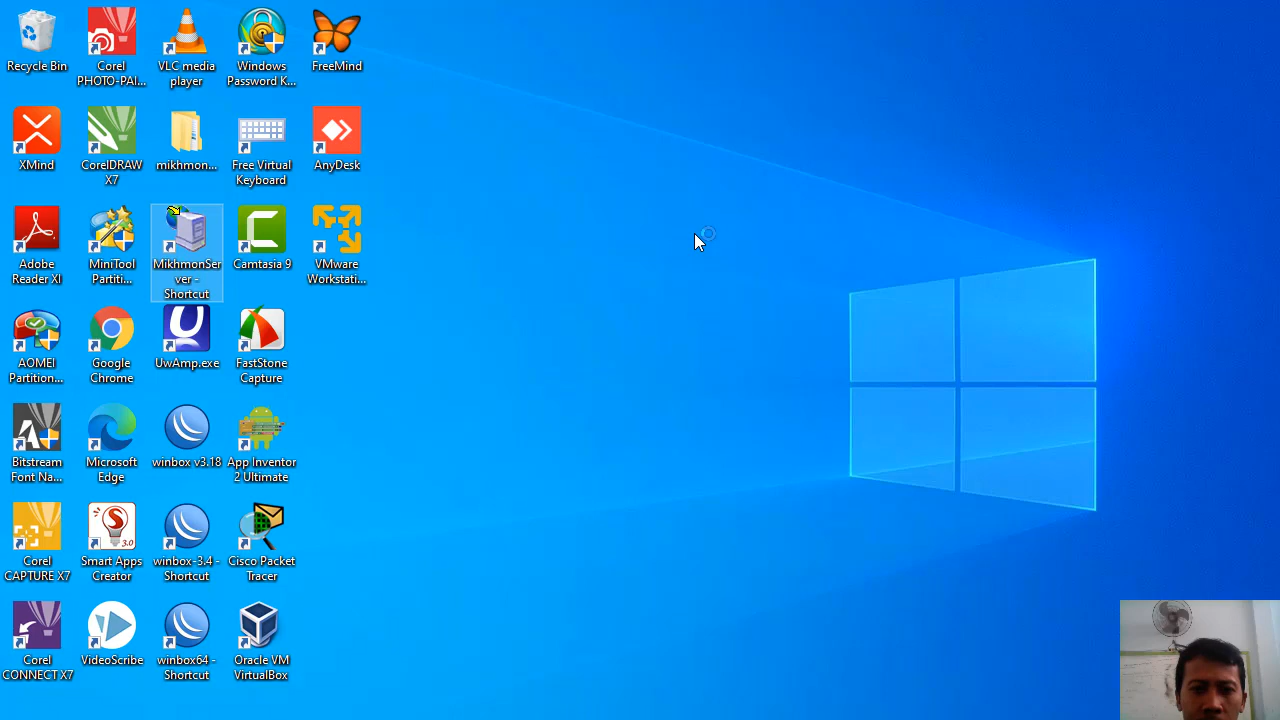 Recycle Bin
Corel
PHOTO-PAI...
VLC media
player
Windows
Password K...
FreeMind
XMind
CorelDRAW
X7
mikhmon...
Free Virtual
Keyboard
AnyDesk
Adobe
Reader XI
MiniTool
Partiti...
MikhmonSer
ver -
Shortcut
Camtasia 9
VMware
Workstati...
AOMEI
Partition...
Google
Chrome
UwAmp.exe
FastStone
Capture
Bitstream
Font Na...
Microsoft
Edge
winbox v3.18
App Inventor
2 Ultimate
Corel
CAPTURE X7
3.0
Smart Apps
Creator
winbox-3.4 -
Shortcut
Cisco Packet
Tracer
Corel
CONNECT X7
VideoScribe
winbox64 -
Shortcut
Oracle VM
VirtualBox